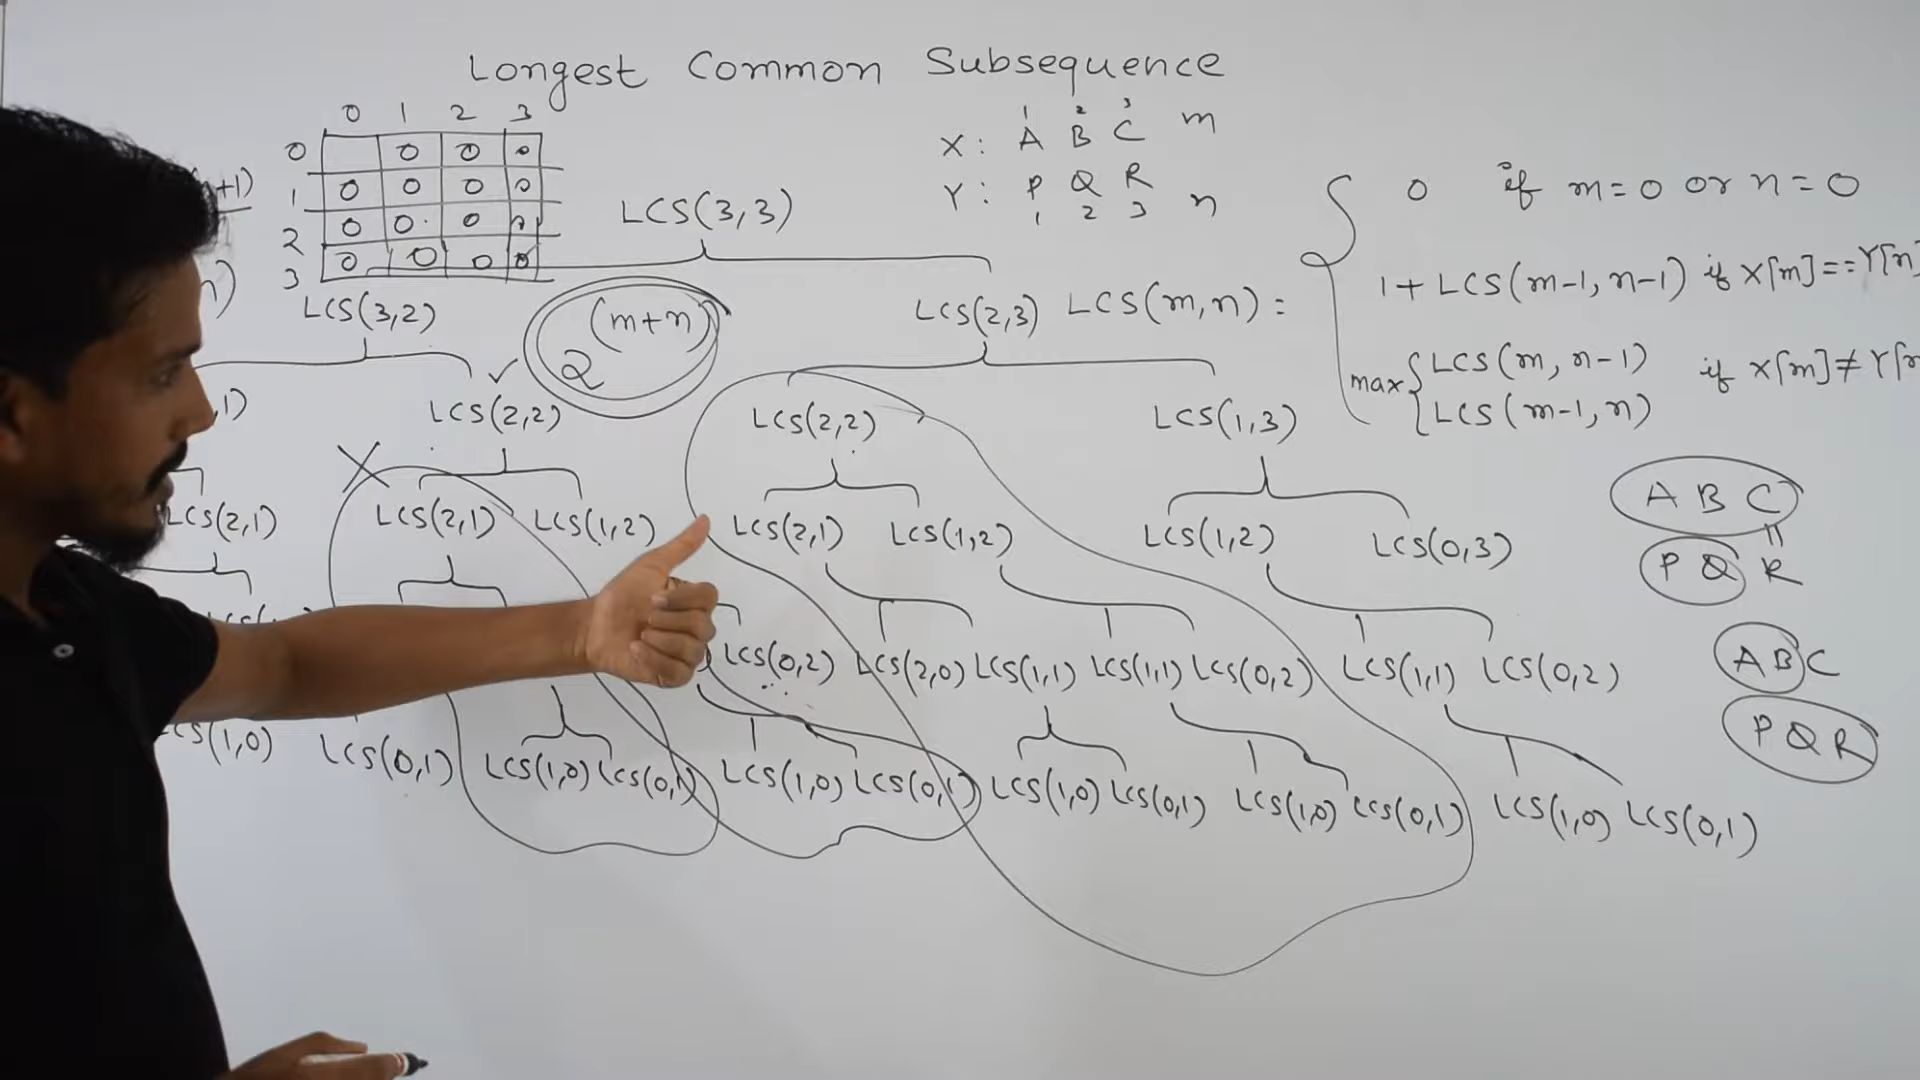 Longest Common Subsequence
0 1 2 3
0 0 0 0
1 0 0 0 0
2 0 0 0 0
3 0 0 0 0
+1)
1 2 3
X: A B C m
Y: P Q R n
1 2 3
LCS(3,3)
0 if m=0 or n=0
1+LCS(m-1, n-1) if X[m]==Y[n]
LCS(m,n) =
max { LCS(m, n-1) if X[m]≠Y[n
LCS(m-1, n)
2^(m+n)
LCS(3,2) LCS(2,3)
,1) LCS(2,2) LCS(2,2) LCS(1,3)
LCS(2,1) LCS(2,1) LCS(1,2) LCS(2,1) LCS(1,2) LCS(1,2) LCS(0,3)
LCS(0,2) LCS(2,0) LCS(1,1) LCS(1,1) LCS(0,2) LCS(1,1) LCS(0,2)
LCS(1,0) LCS(0,1) LCS(1,0) LCS(0,1) LCS(1,0) LCS(0,1) LCS(1,0) LCS(0,1) LCS(1,0) LCS(0,1) LCS(1,0) LCS(0,1)
A B C
P Q R
A B C
P Q R